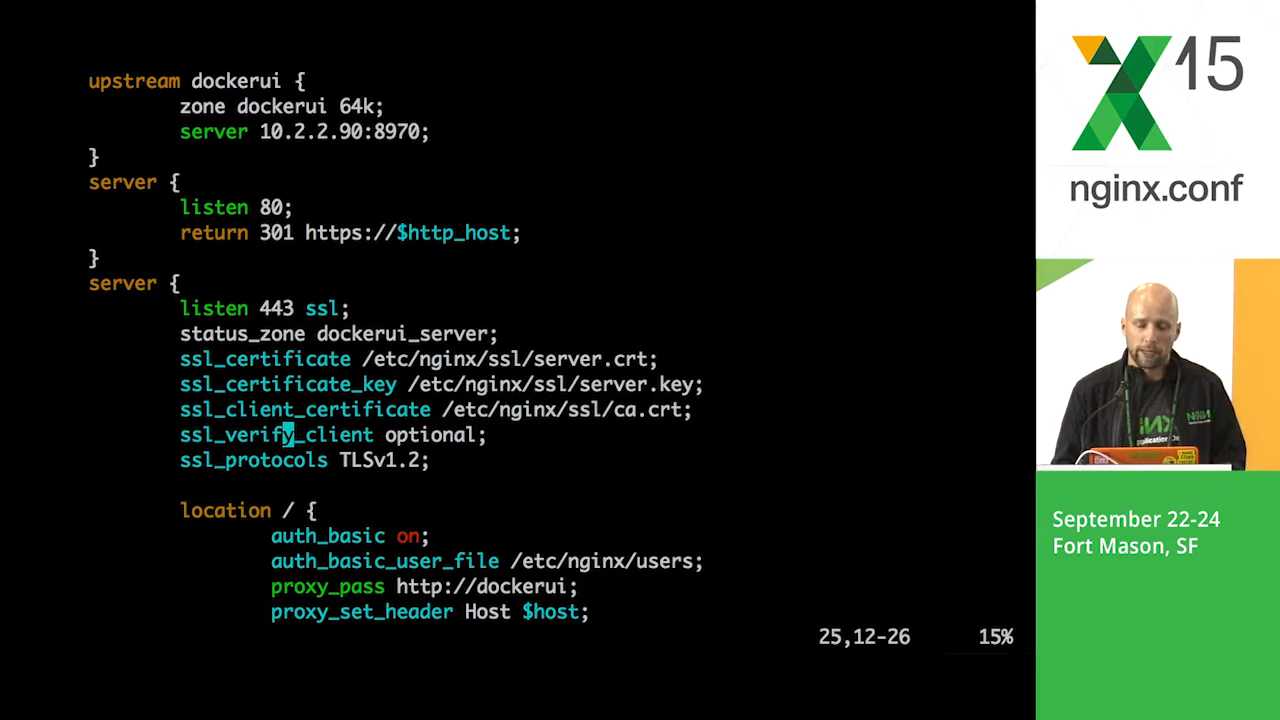 upstream dockerui {
zone dockerui 64k;
server 10.2.2.90:8970;
}
server {
listen 80;
return 301 https://$http_host;
}
server {
listen 443 ssl;
status_zone dockerui_server;
ssl_certificate /etc/nginx/ssl/server.crt;
ssl_certificate_key /etc/nginx/ssl/server.key;
ssl_client_certificate /etc/nginx/ssl/ca.crt;
ssl_verify_client optional;
ssl_protocols TLSv1.2;
location / {
auth_basic on;
auth_basic_user_file /etc/nginx/users;
proxy_pass http://dockerui;
proxy_set_header Host $host;
25,12-26 15%
15
nginx.conf
September 22-24
Fort Mason, SF